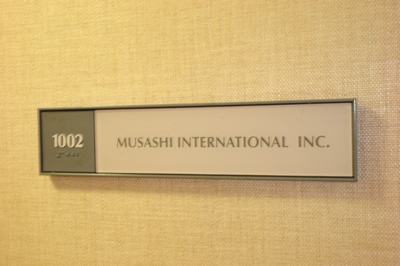 1002
MUSASHI INTERNATIONAL INC.